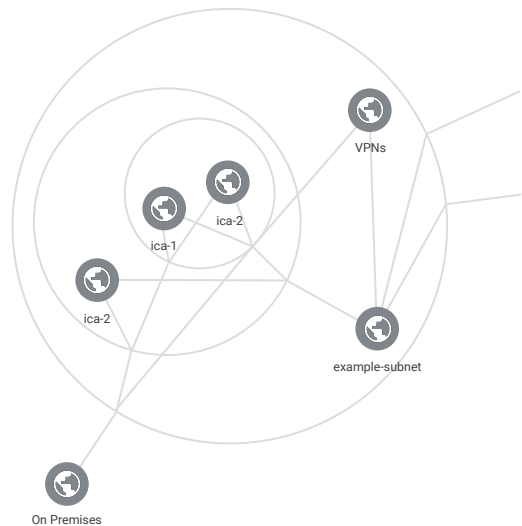 VPNs
ica-2
ica-1
ica-2
example-subnet
On Premises